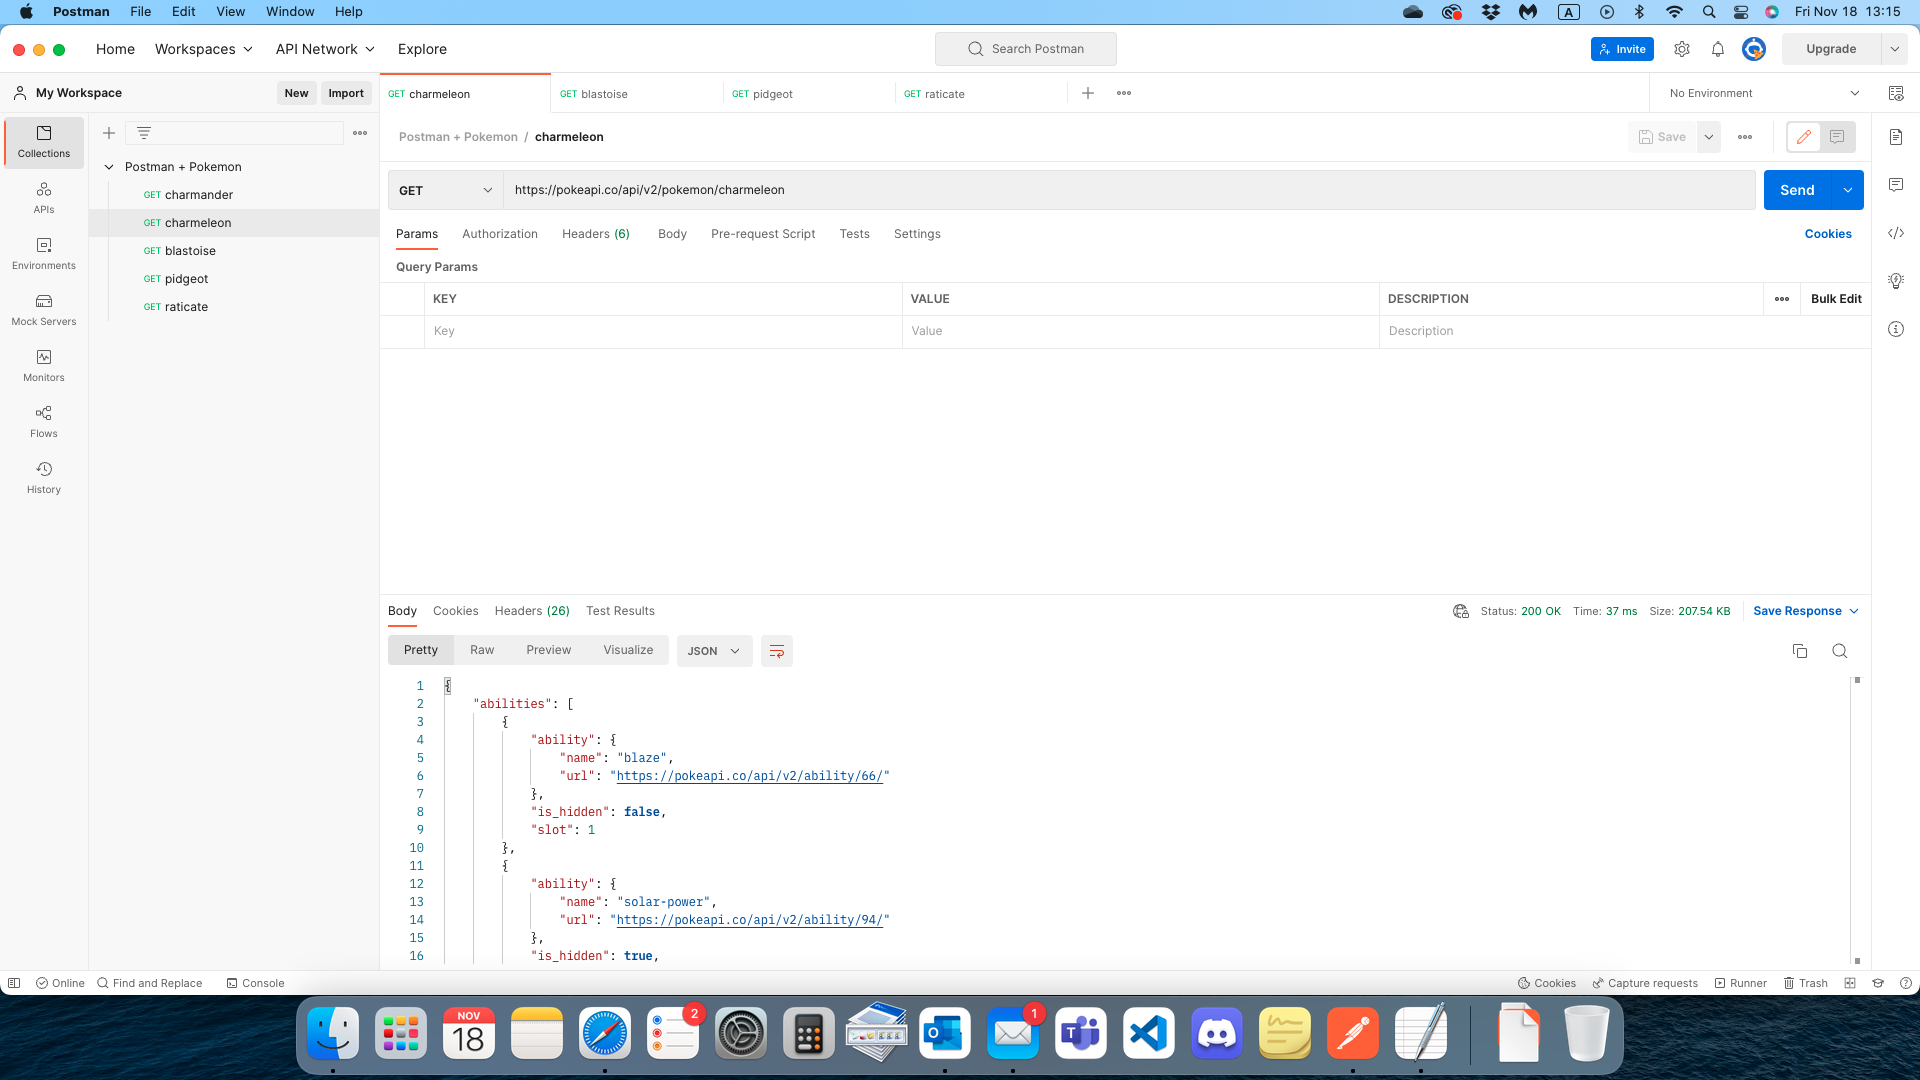 Postman File Edit View Window Help
A Fri Nov 18 13:15
Home Workspaces API Network Explore
Search Postman
Invite Upgrade
My Workspace New Import
GET charmeleon GET blastoise GET pidgeot GET raticate
No Environment
Collections
APIs
Environments
Mock Servers
Monitors
Flows
History
Postman + Pokemon
GET charmander
GET charmeleon
GET blastoise
GET pidgeot
GET raticate
Postman + Pokemon / charmeleon
Save
GET https://pokeapi.co/api/v2/pokemon/charmeleon
Send
Params Authorization Headers (6) Body Pre-request Script Tests Settings Cookies
Query Params
KEY VALUE DESCRIPTION Bulk Edit
Key Value Description
Body Cookies Headers (26) Test Results
Status: 200 OK Time: 37 ms Size: 207.54 KB Save Response
Pretty Raw Preview Visualize JSON
1 {
2 "abilities": [
3 {
4 "ability": {
5 "name": "blaze",
6 "url": "https://pokeapi.co/api/v2/ability/66/"
7 },
8 "is_hidden": false,
9 "slot": 1
10 },
11 {
12 "ability": {
13 "name": "solar-power",
14 "url": "https://pokeapi.co/api/v2/ability/94/"
15 },
16 "is_hidden": true,
Online Find and Replace Console
Cookies Capture requests Runner Trash
NOV
18
2
1